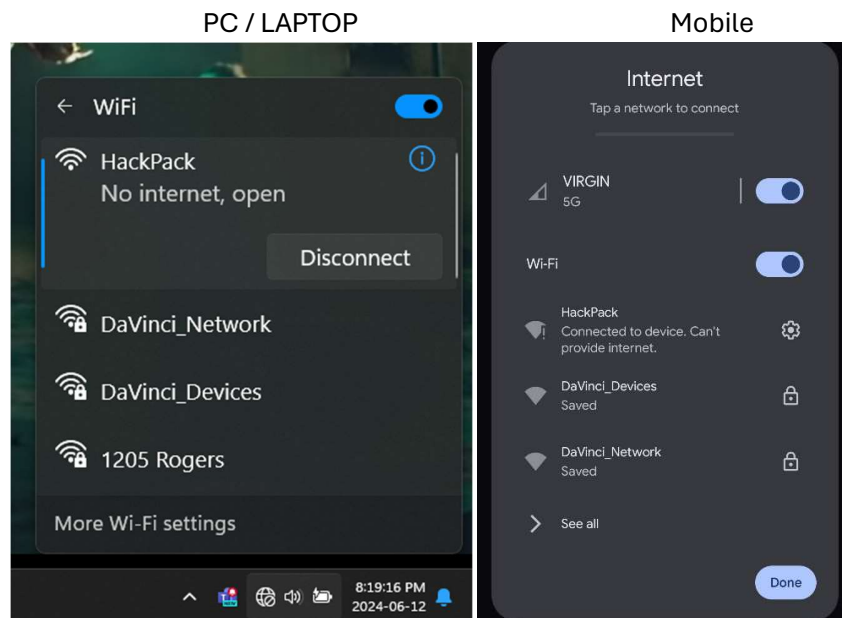 PC / LAPTOP
WiFi
HackPack
No internet, open
Disconnect
DaVinci_Network
DaVinci_Devices
1205 Rogers
More Wi-Fi settings
8:19:16 PM
2024-06-12
Mobile
Internet
Tap a network to connect
VIRGIN
5G
Wi-Fi
HackPack
Connected to device. Can't
provide internet.
DaVinci_Devices
Saved
DaVinci_Network
Saved
See all
Done